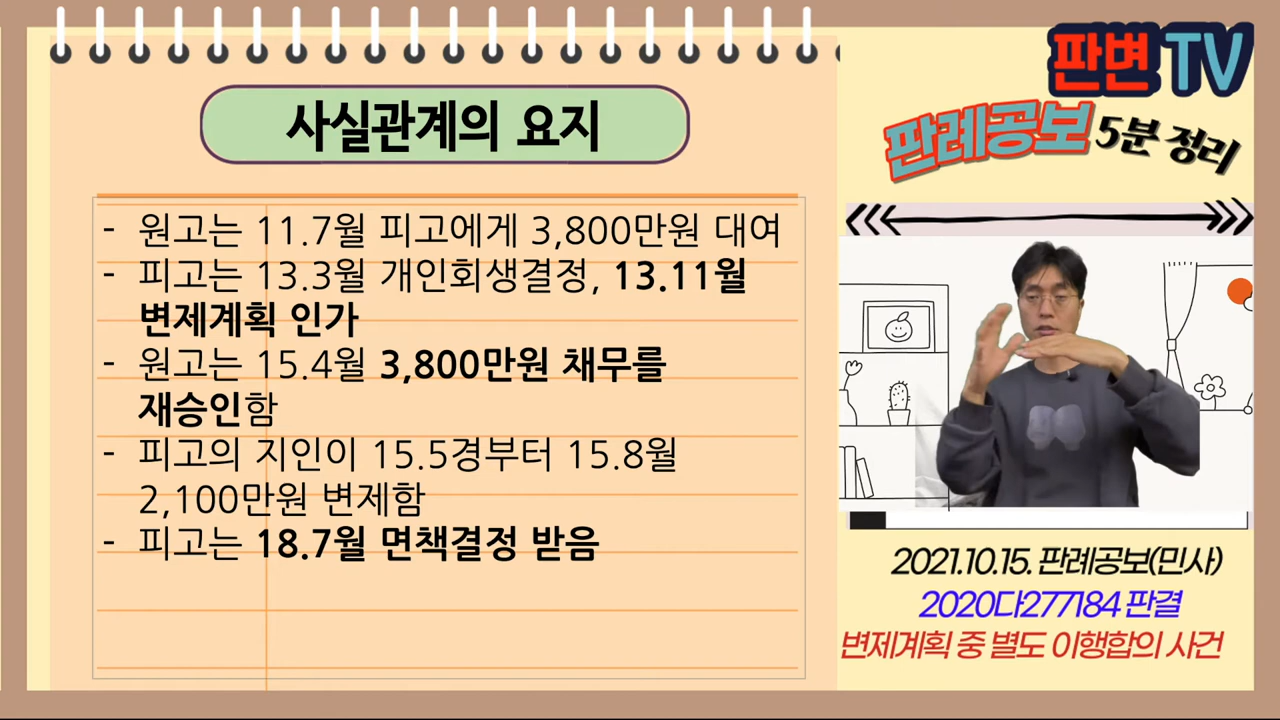 사실관계의 요지
- 원고는 11.7월 피고에게 3,800만원 대여
- 피고는 13.3월 개인회생결정, 13.11월
변제계획 인가
- 원고는 15.4월 3,800만원 채무를
재승인함
- 피고의 지인이 15.5경부터 15.8월
2,100만원 변제함
- 피고는 18.7월 면책결정 받음
판변 TV
판례공보 5분 정리
2021.10.15. 판례공보(민사)
2020다277184 판결
변제계획 중 별도 이행합의 사건